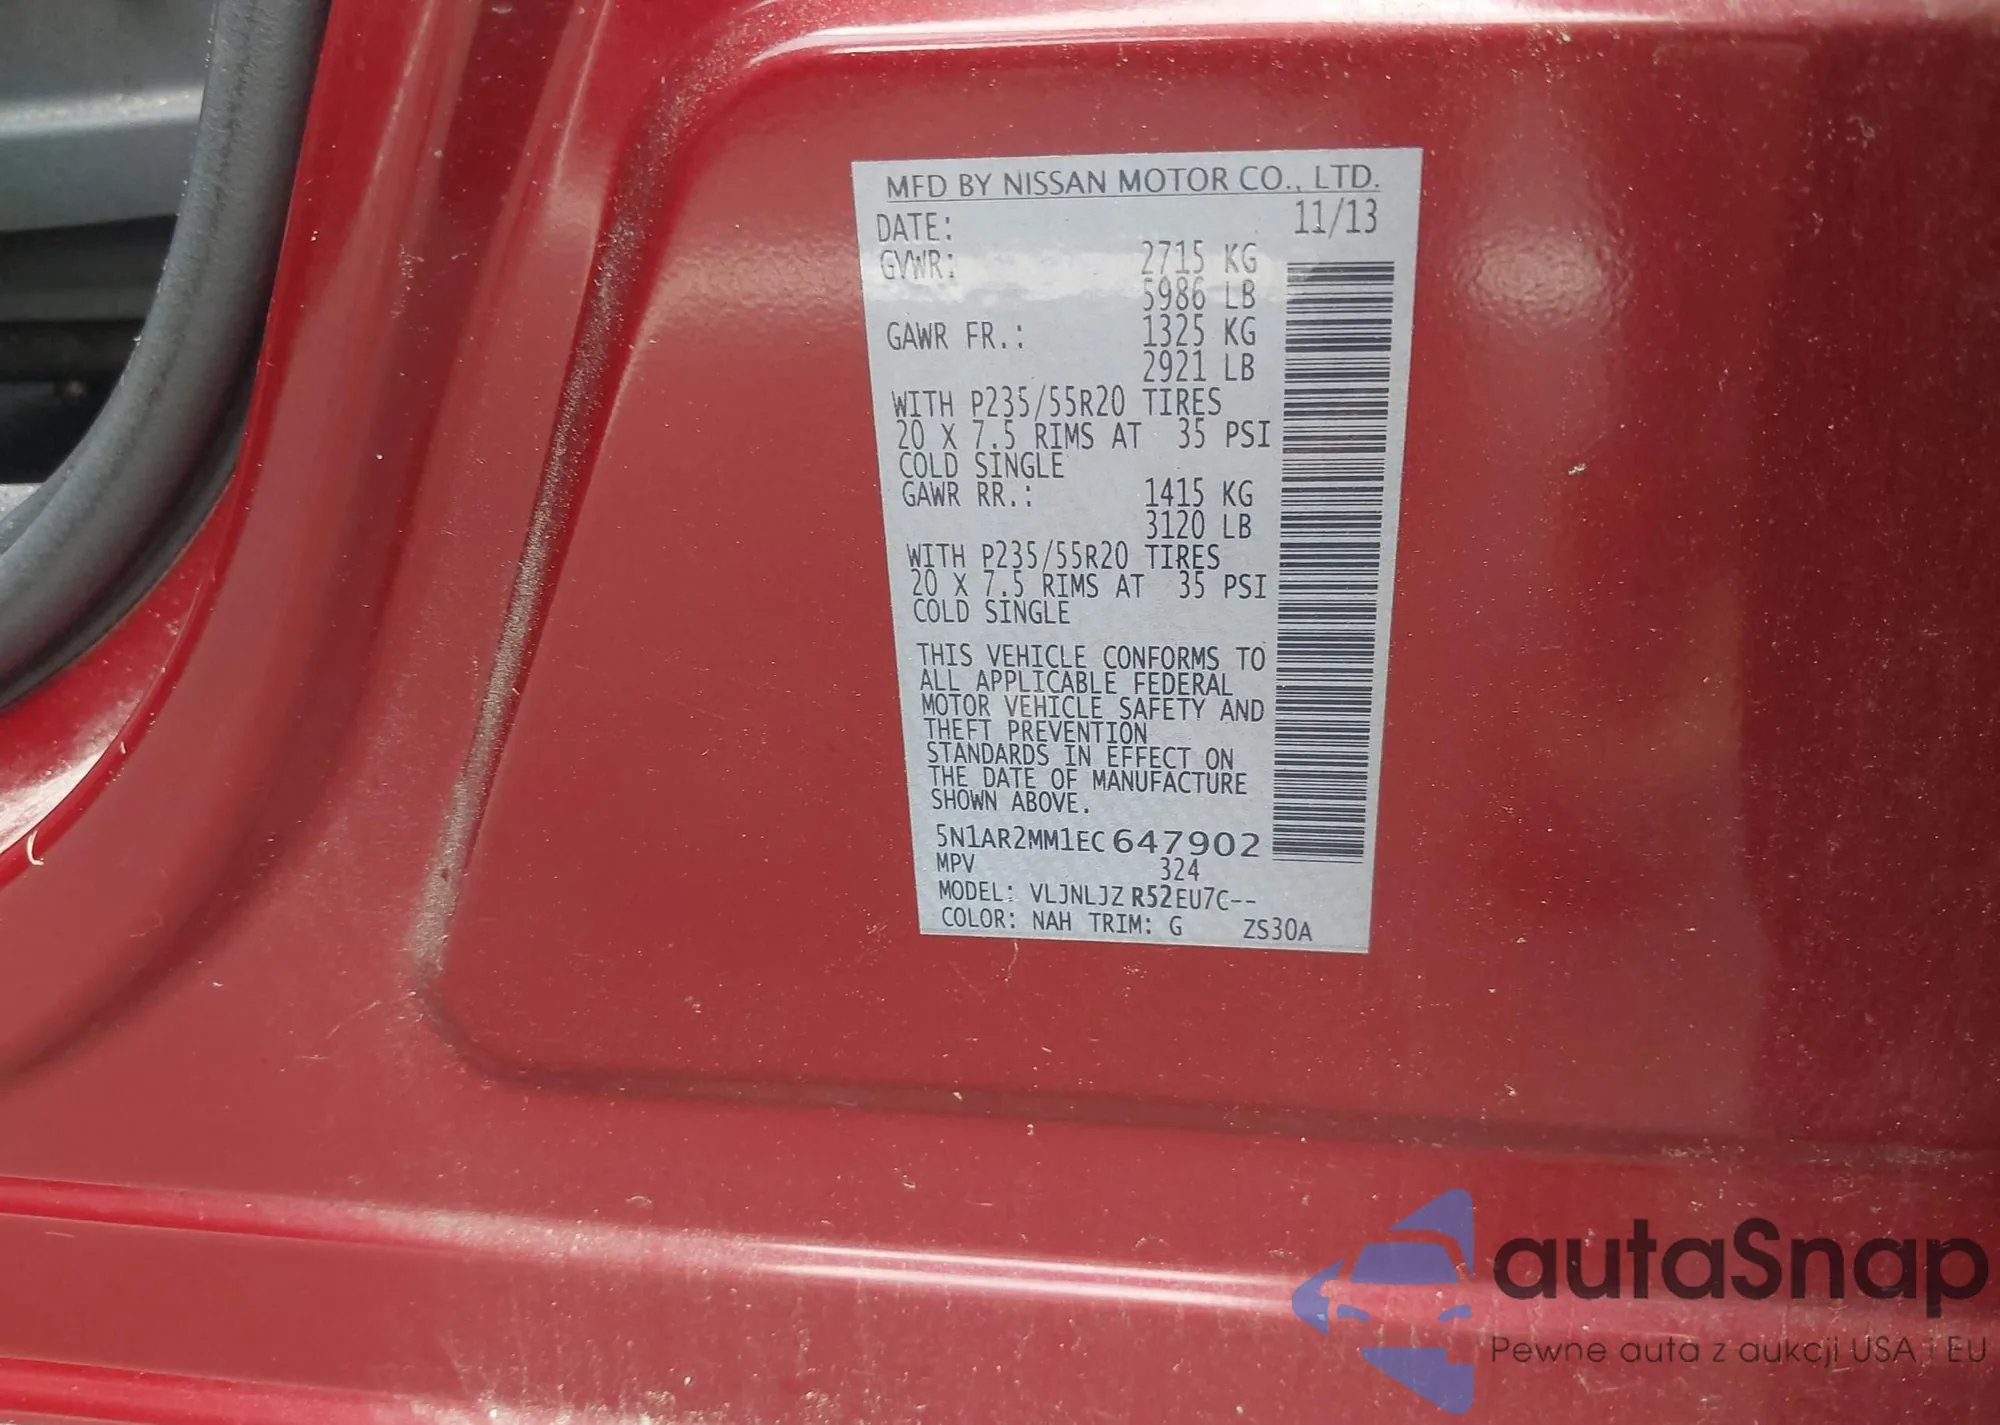 MFD BY NISSAN MOTOR CO., LTD.
DATE: 11/13
GVWR: 2715 KG
5986 LB
GAWR FR.: 1325 KG
2921 LB
WITH P235/55R20 TIRES
20 X 7.5 RIMS AT 35 PSI
COLD SINGLE
GAWR RR.: 1415 KG
3120 LB
WITH P235/55R20 TIRES
20 X 7.5 RIMS AT 35 PSI
COLD SINGLE
THIS VEHICLE CONFORMS TO
ALL APPLICABLE FEDERAL
MOTOR VEHICLE SAFETY AND
THEFT PREVENTION
STANDARDS IN EFFECT ON
THE DATE OF MANUFACTURE
SHOWN ABOVE.
5N1AR2MM1EC647902
MPV 324
MODEL: VLJNLJZ R52EU7C--
COLOR: NAH TRIM: G ZS30A
autaSnap
Pewne auta z aukcji USA i EU